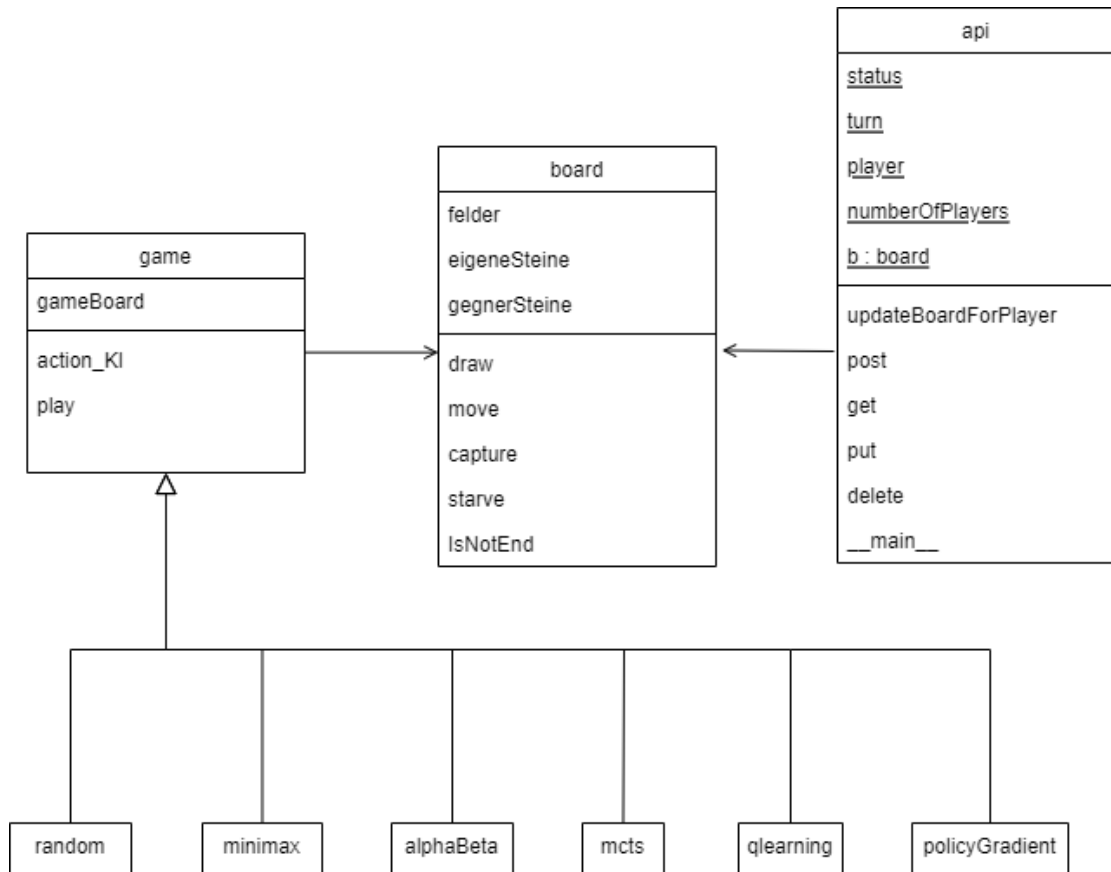 game
gameBoard
action_KI
play
board
felder
eigeneSteine
gegnerSteine
draw
move
capture
starve
IsNotEnd
api
status
turn
player
numberOfPlayers
b : board
updateBoardForPlayer
post
get
put
delete
__main__
random
minimax
alphaBeta
mcts
qlearning
policyGradient